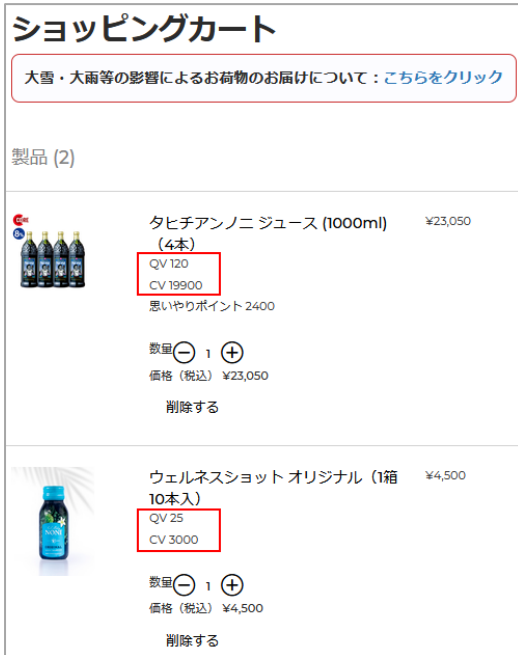 ショッピングカート
大雪・大雨等の影響によるお荷物のお届けについて：こちらをクリック
製品 (2)
タヒチアンノニ ジュース (1000ml)
（4本）
¥23,050
QV 120
CV 19900
思いやりポイント 2400
数量 1
価格（税込） ¥23,050
削除する
8%
ウェルネスショット オリジナル（1箱
10本入）
¥4,500
QV 25
CV 3000
NONI
数量 1
価格（税込） ¥4,500
削除する